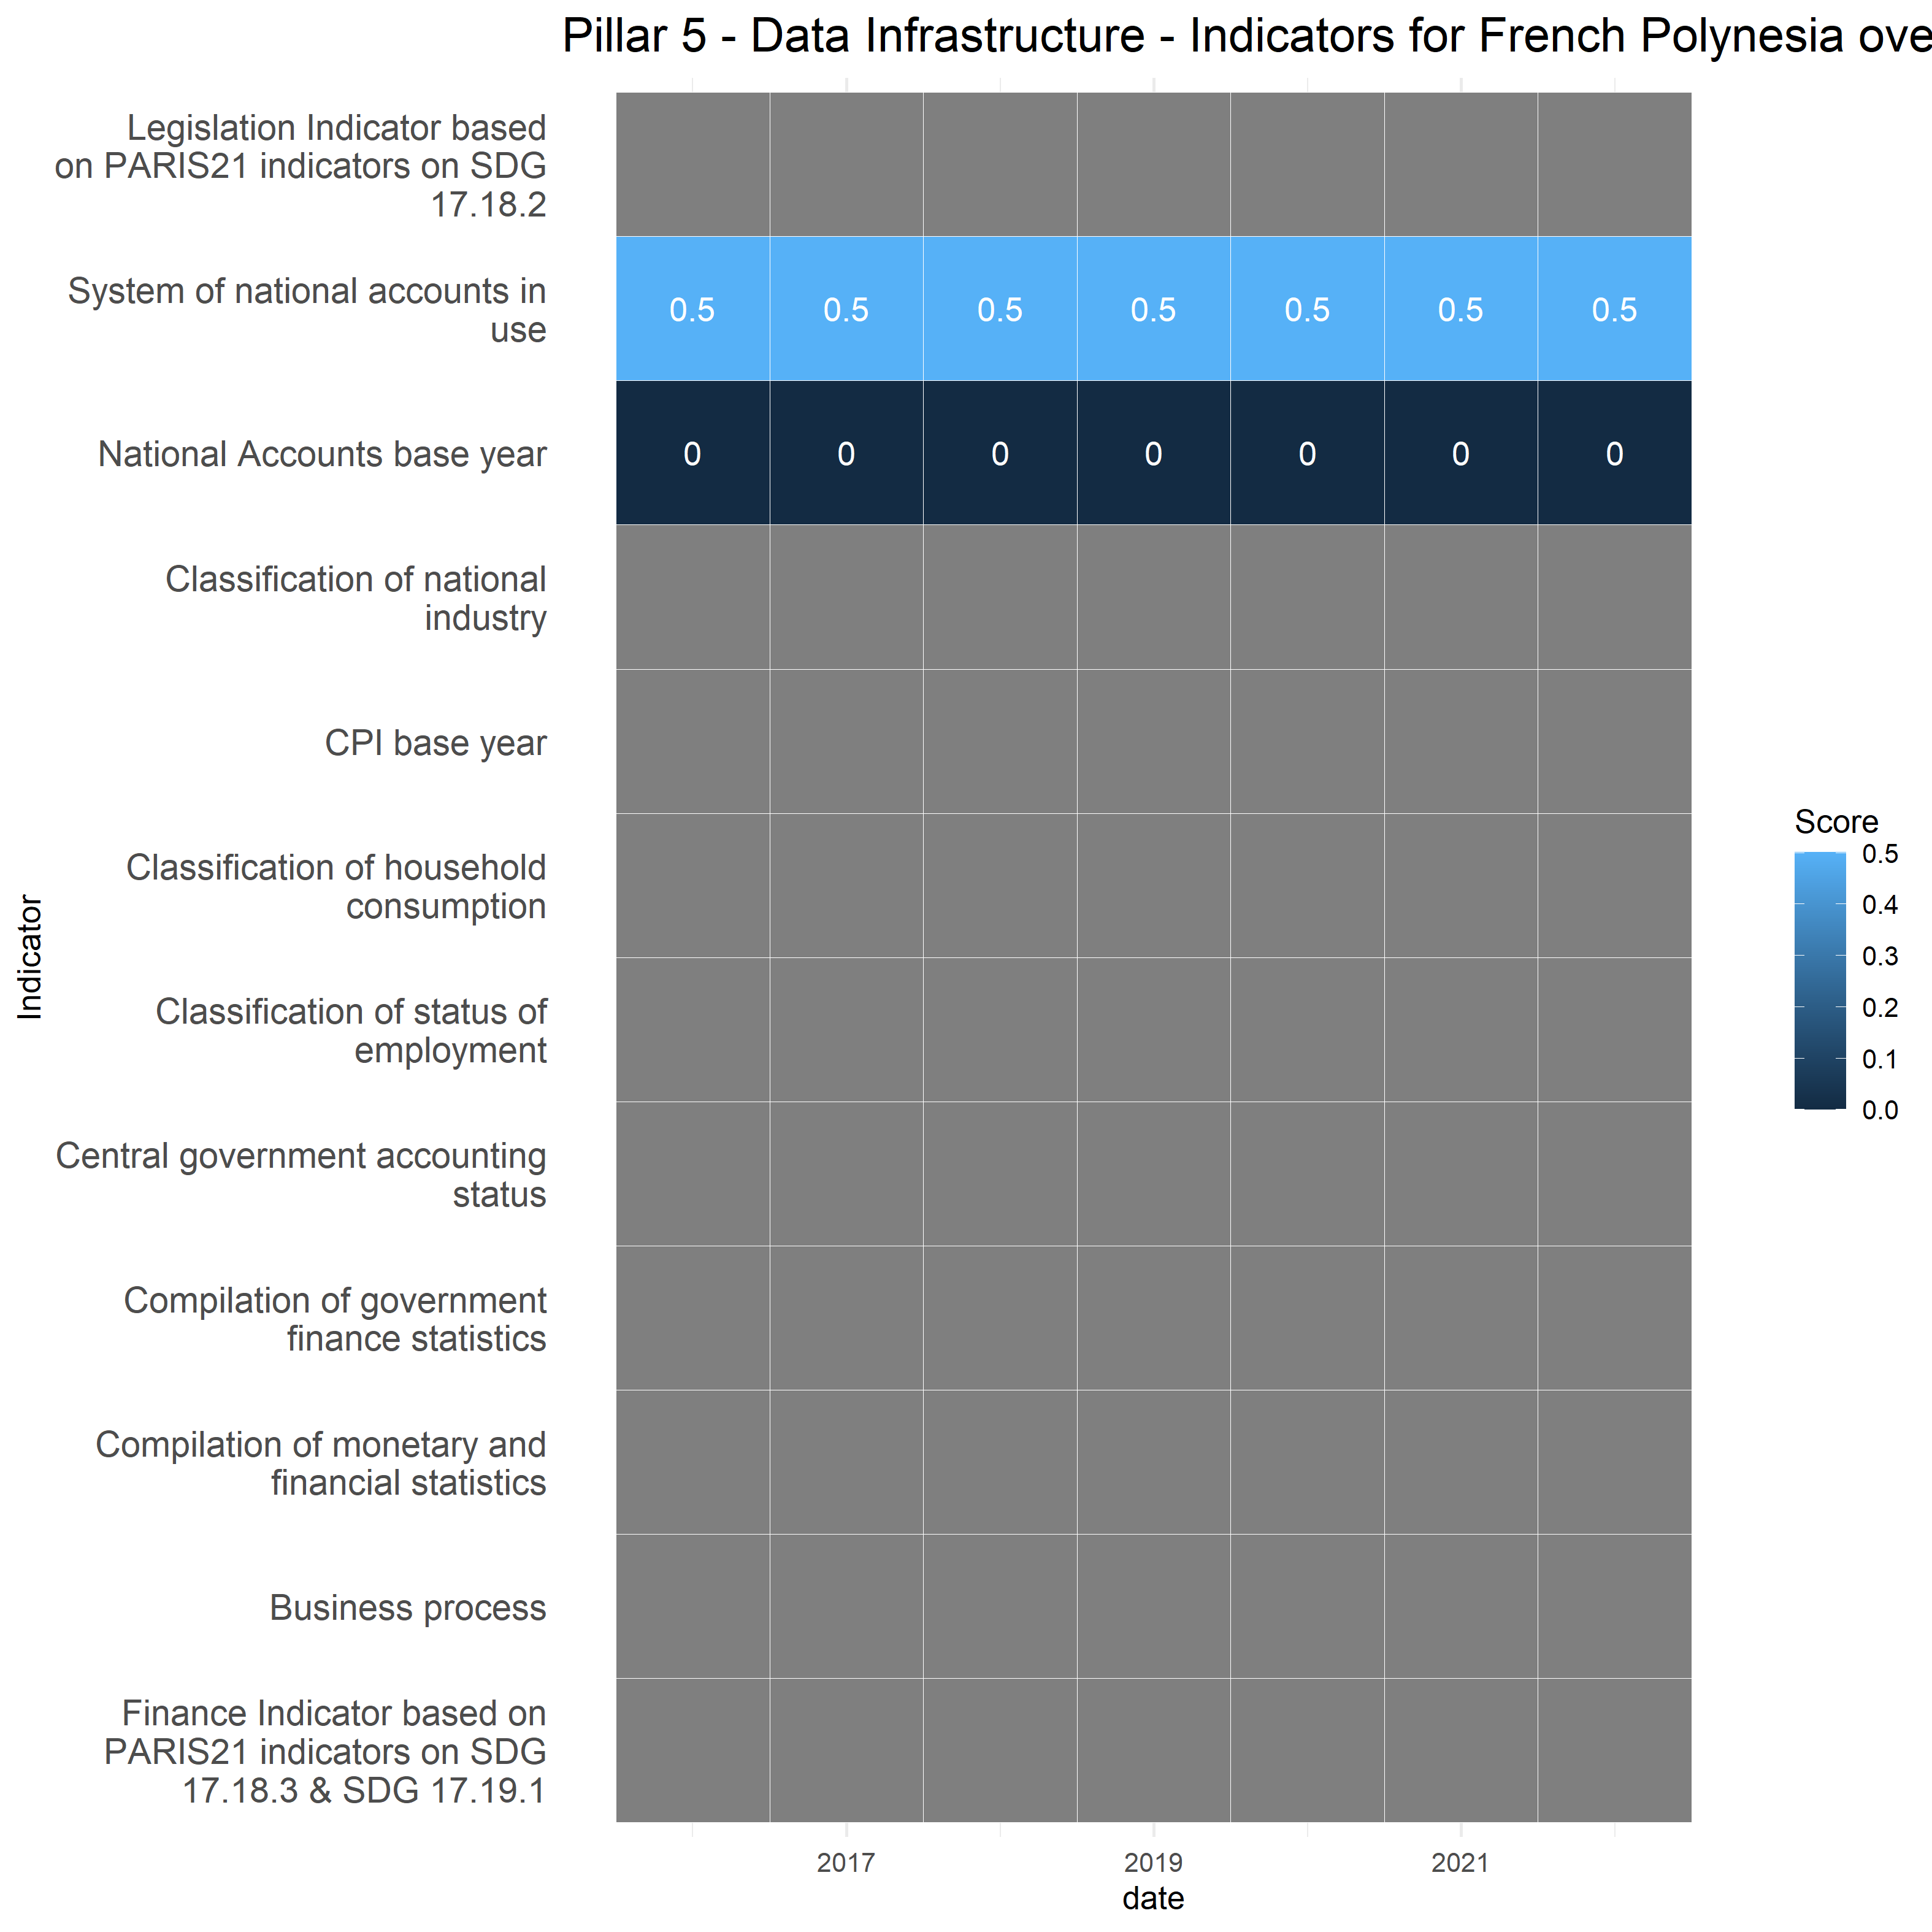 Pillar 5 - Data Infrastructure - Indicators for French Polynesia ove
Legislation Indicator based
on PARIS21 indicators on SDG
17.18.2
System of national accounts in
use
0.5 0.5 0.5 0.5 0.5 0.5 0.5
National Accounts base year
0 0 0 0 0 0 0
Classification of national
industry
CPI base year
Classification of household
consumption
Classification of status of
employment
Central government accounting
status
Compilation of government
finance statistics
Compilation of monetary and
financial statistics
Business process
Finance Indicator based on
PARIS21 indicators on SDG
17.18.3 & SDG 17.19.1
Indicator
2017 2019 2021
date
Score
0.5
0.4
0.3
0.2
0.1
0.0